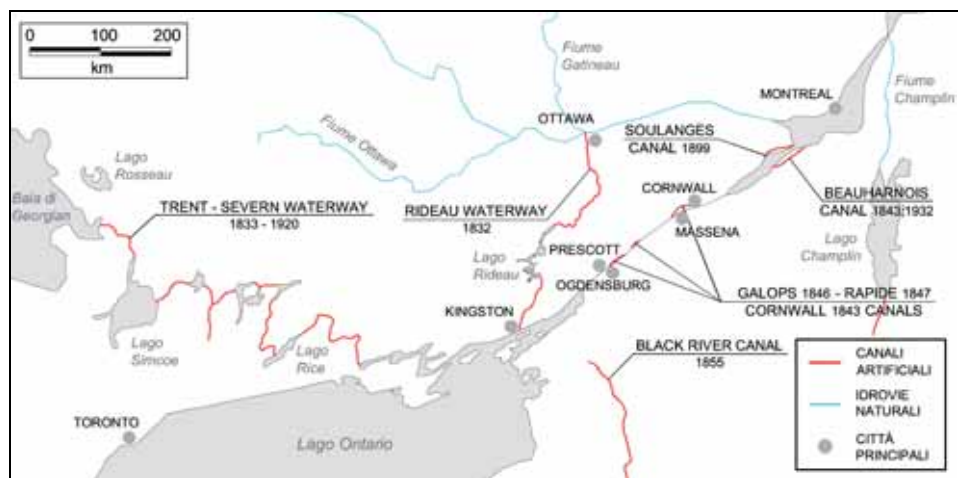 0 100 200
km
Fiume
Gatineau
MONTREAL
Fiume
Champlin
OTTAWA
SOULANGES
CANAL 1899
Fiume Ottawa
Lago
Rosseau
CORNWALL
BEAUHARNOIS
CANAL 1843;1932
Baia di
Georgian
TRENT - SEVERN WATERWAY
1833 - 1920
RIDEAU WATERWAY
1832
MASSENA
PRESCOTT
Lago
Champlin
Lago
Rideau
OGDENSBURG
GALOPS 1846 - RAPIDE 1847
CORNWALL 1843 CANALS
KINGSTON
Lago
Simcoe
Lago
Rice
BLACK RIVER CANAL
1855
CANALI
ARTIFICIALI
IDROVIE
NATURALI
TORONTO
Lago Ontario
CITTÀ
PRINCIPALI